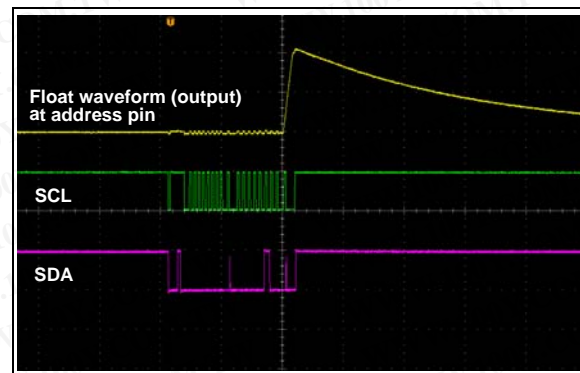 T
Float waveform (output)
at address pin
SCL
SDA